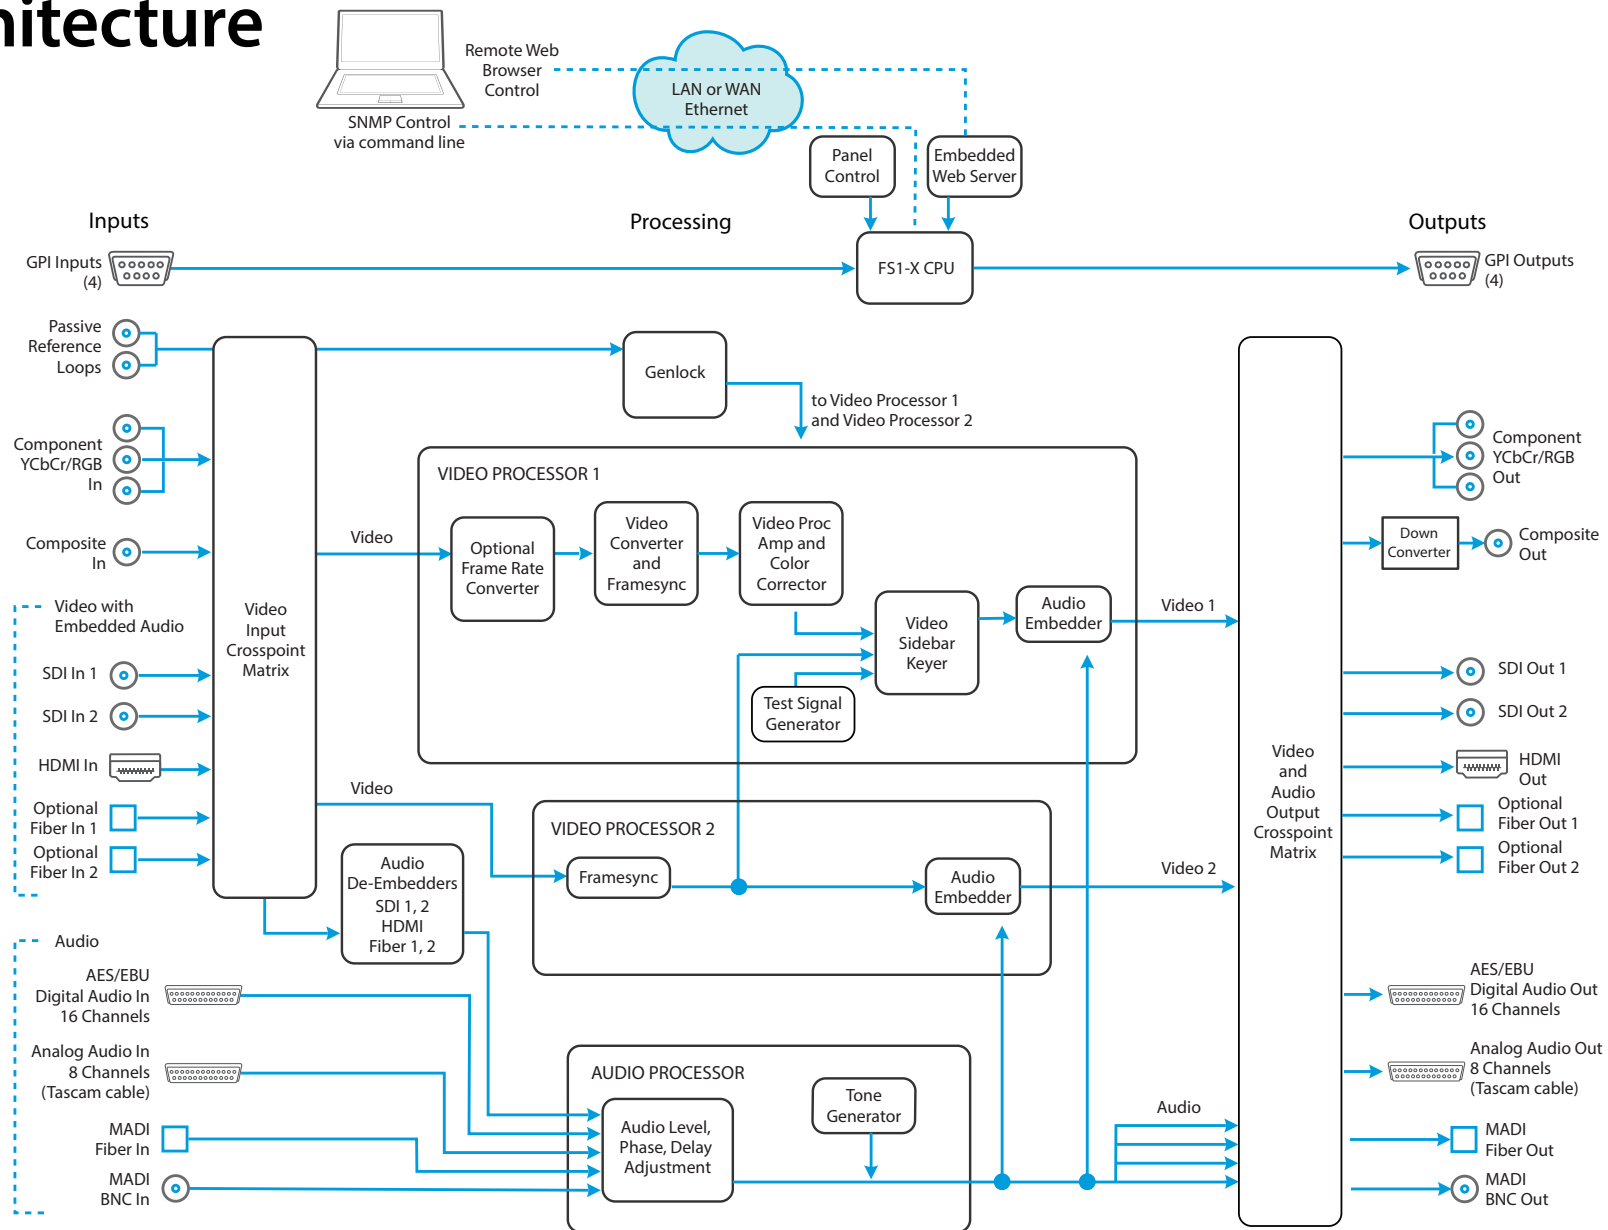 hitecture
Remote Web
Browser
Control
LAN or WAN
Ethernet
SNMP Control
via command line
Panel
Control
Embedded
Web Server
Inputs
Processing
Outputs
GPI Inputs
(4)
FS1-X CPU
GPI Outputs
(4)
Passive
Reference
Loops
Genlock
to Video Processor 1
and Video Processor 2
Component
YCbCr/RGB
In
Composite
In
Video with
Embedded Audio
SDI In 1
SDI In 2
HDMI In
Optional
Fiber In 1
Optional
Fiber In 2
Video
Input
Crosspoint
Matrix
Video
VIDEO PROCESSOR 1
Optional
Frame Rate
Converter
Video
Converter
and
Framesync
Video Proc
Amp and
Color
Corrector
Video
Sidebar
Keyer
Test Signal
Generator
Audio
Embedder
Video 1
Video
VIDEO PROCESSOR 2
Framesync
Audio
Embedder
Video 2
Audio
De-Embedders
SDI 1, 2
HDMI
Fiber 1, 2
Audio
AES/EBU
Digital Audio In
16 Channels
Analog Audio In
8 Channels
(Tascam cable)
MADI
Fiber In
MADI
BNC In
AUDIO PROCESSOR
Audio Level,
Phase, Delay
Adjustment
Tone
Generator
Audio
Video
and
Audio
Output
Crosspoint
Matrix
Component
YCbCr/RGB
Out
Down
Converter
Composite
Out
SDI Out 1
SDI Out 2
HDMI
Out
Optional
Fiber Out 1
Optional
Fiber Out 2
AES/EBU
Digital Audio Out
16 Channels
Analog Audio Out
8 Channels
(Tascam cable)
MADI
Fiber Out
MADI
BNC Out